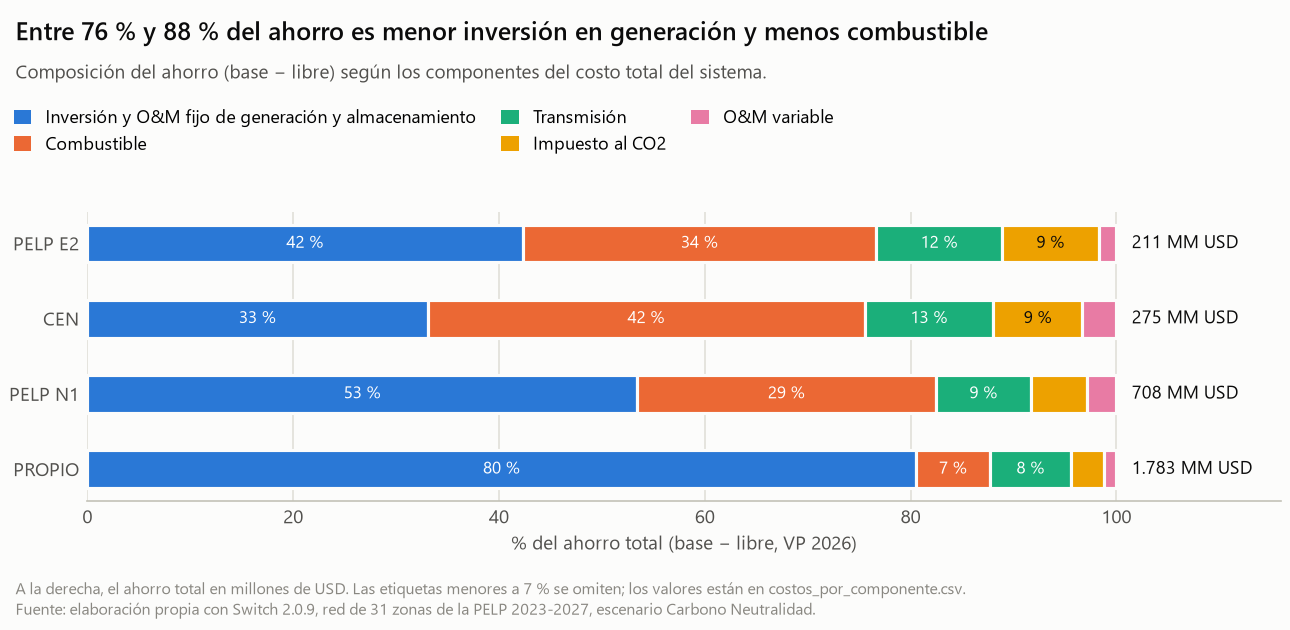 Entre 76 % y 88 % del ahorro es menor inversión en generación y menos combustible
Composición del ahorro (base − libre) según los componentes del costo total del sistema.
Inversión y O&M fijo de generación y almacenamiento
Transmisión
O&M variable
Combustible
Impuesto al CO2
PELP E2
42 %
34 %
12 %
9 %
211 MM USD
CEN
33 %
42 %
13 %
9 %
275 MM USD
PELP N1
53 %
29 %
9 %
708 MM USD
PROPIO
80 %
7 %
8 %
1.783 MM USD
0
20
40
60
80
100
% del ahorro total (base − libre, VP 2026)
A la derecha, el ahorro total en millones de USD. Las etiquetas menores a 7 % se omiten; los valores están en costos_por_componente.csv.
Fuente: elaboración propia con Switch 2.0.9, red de 31 zonas de la PELP 2023-2027, escenario Carbono Neutralidad.